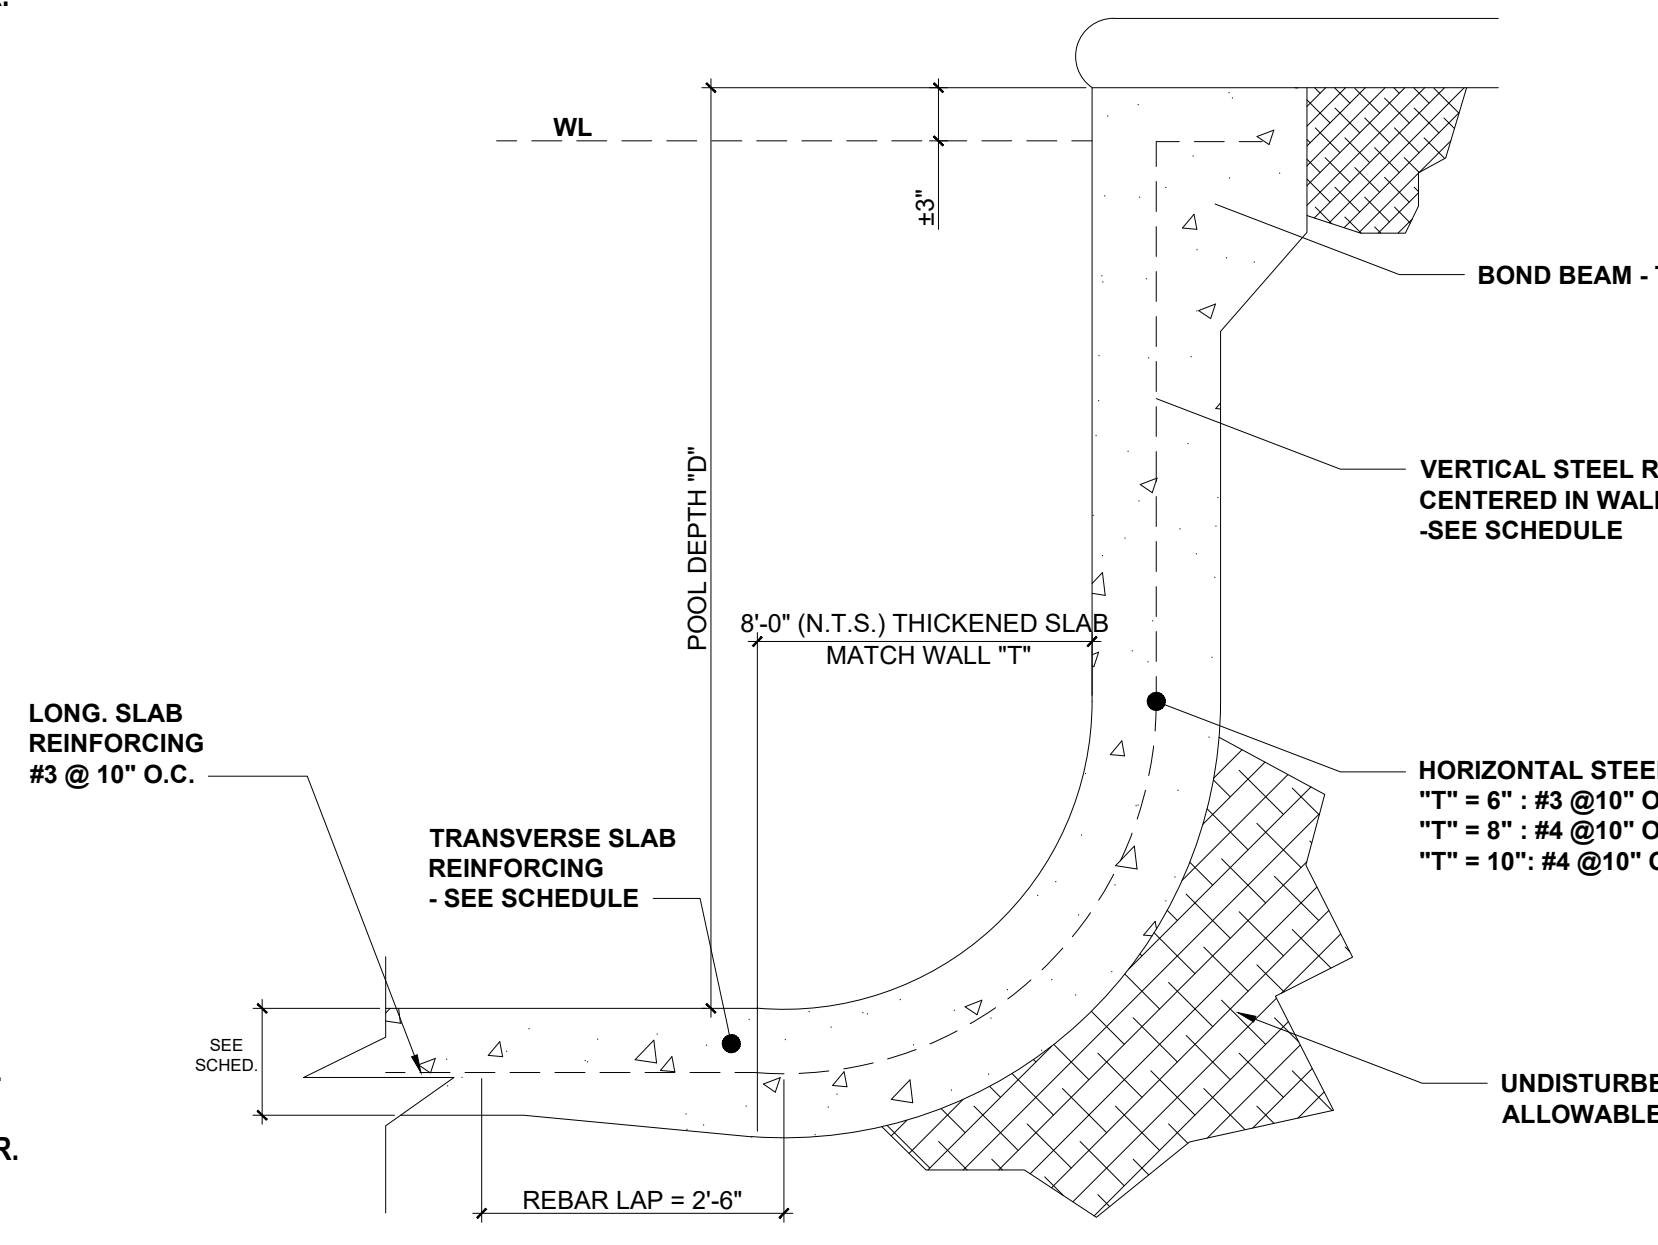 WL
±3"
BOND BEAM -
POOL DEPTH "D"
VERTICAL STEEL R
CENTERED IN WALL
-SEE SCHEDULE
8'-0" (N.T.S.) THICKENED SLAB
MATCH WALL "T"
LONG. SLAB
REINFORCING
#3 @ 10" O.C.
TRANSVERSE SLAB
REINFORCING
- SEE SCHEDULE
HORIZONTAL STEEL
"T" = 6" : #3 @10" O
"T" = 8" : #4 @10" O
"T" = 10": #4 @10" O
SEE
SCHED.
UNDISTURBE
ALLOWABLE
R.
REBAR LAP = 2'-6"